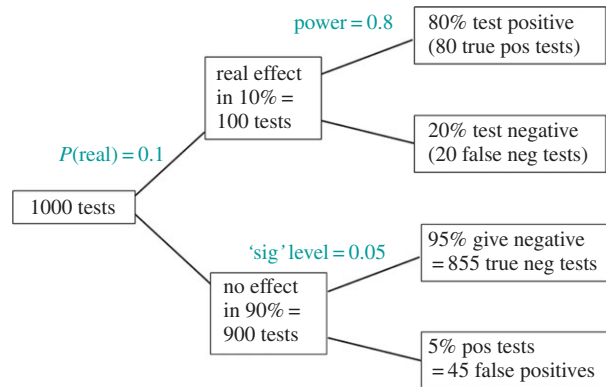 power = 0.8
80% test positive
(80 true pos tests)
real effect
in 10% =
100 tests
20% test negative
(20 false neg tests)
P(real) = 0.1
1000 tests
'sig' level = 0.05
95% give negative
= 855 true neg tests
no effect
in 90% =
900 tests
5% pos tests
= 45 false positives